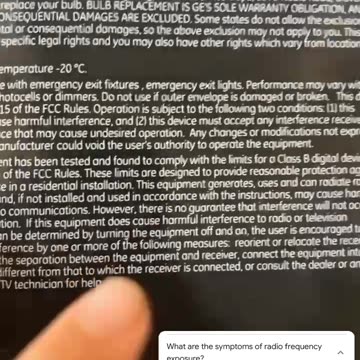 replace your bulb. BULB REPLACEMENT IS GE'S SOLE WARRANTY OBLIGATION, AN
ONSEQUENTIAL DAMAGES ARE EXCLUDED. Some states do not allow the exclusio
ntal or consequential damages, so the above exclusion may not apply to you. This
specific legal rights and you may also have other rights which vary from location
emperature -20 °C.
e with emergency exit fixtures , emergency exit lights. Performance may vary with
hotocells or dimmers. Do not use if outer envelope is damaged or broken. This d
15 of the FCC Rules. Operation is subject to the following two conditions: (1) this
use harmful interference, and (2) this device must accept any interference receive
nce that may cause undesired operation. Any changes or modifications not exp
anufacturer could void the user's authority to operate the equipment.
ent has been tested and found to comply with the limits for a Class B digital devi
of the FCC Rules. These limits are designed to provide reasonable protection ag
e in a residential installation. This equipment generates, uses and can radiate ra
nd, if not installed and used in accordance with the instructions, may cause har
o communications. However, there is no guarantee that interference will not oc
tion. If this equipment does cause harmful interference to radio or television
an be determined by turning the equipment off and on, the user is encouraged t
ference by one or more of the following measures: reorient or relocate the rece
the separation between the equipment and receiver, connect the equipment int
different from that to which the receiver is connected, or consult the dealer or an
TV technician for help
What are the symptoms of radio frequency
exposure?